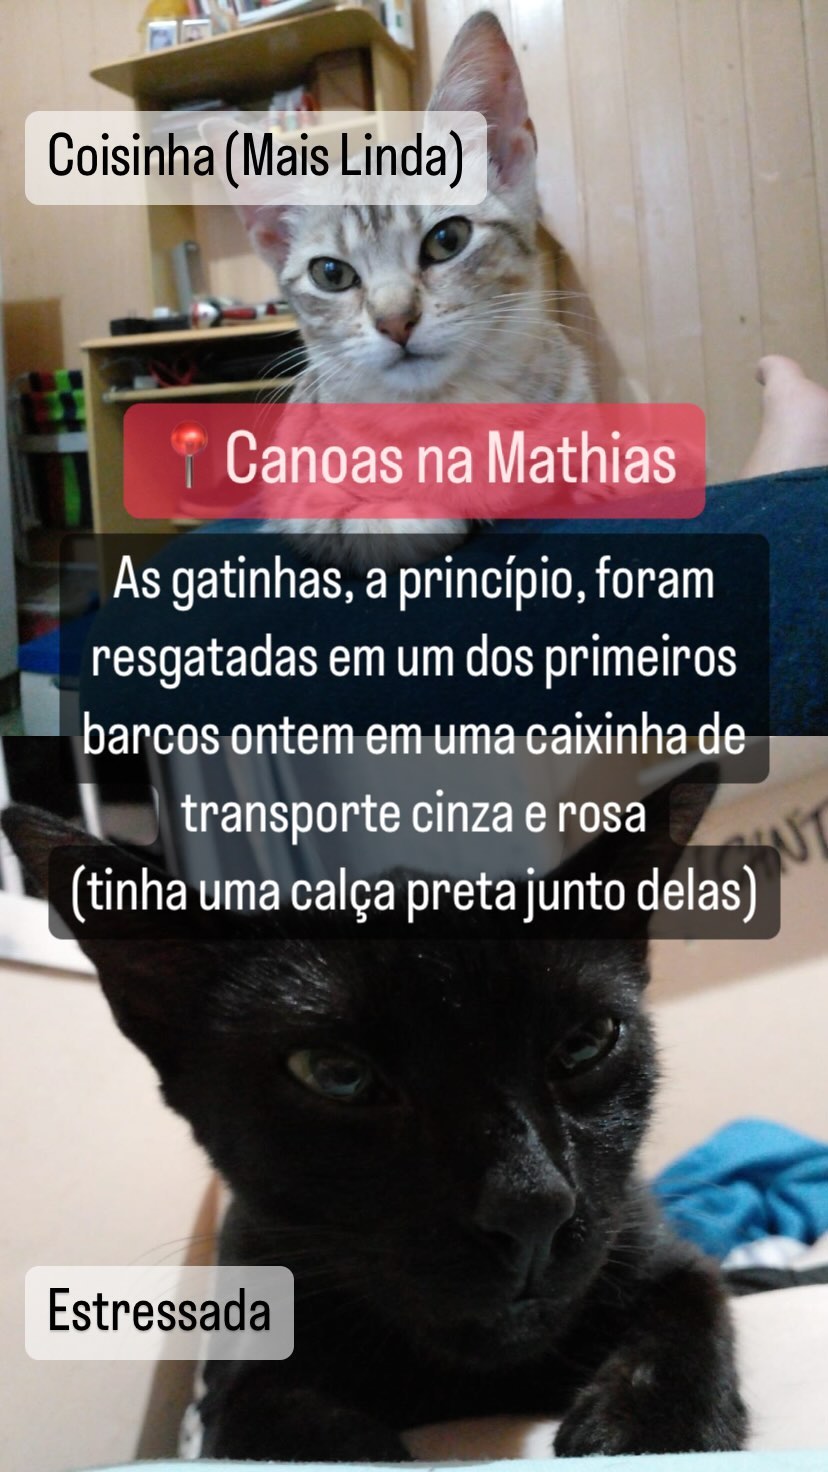 Coisinha (Mais Linda)
📍Canoas na Mathias
As gatinhas, a princípio, foram
resgatadas em um dos primeiros
barcos ontem em uma caixinha de
transporte cinza e rosa
(tinha uma calça preta junto delas)
Estressada